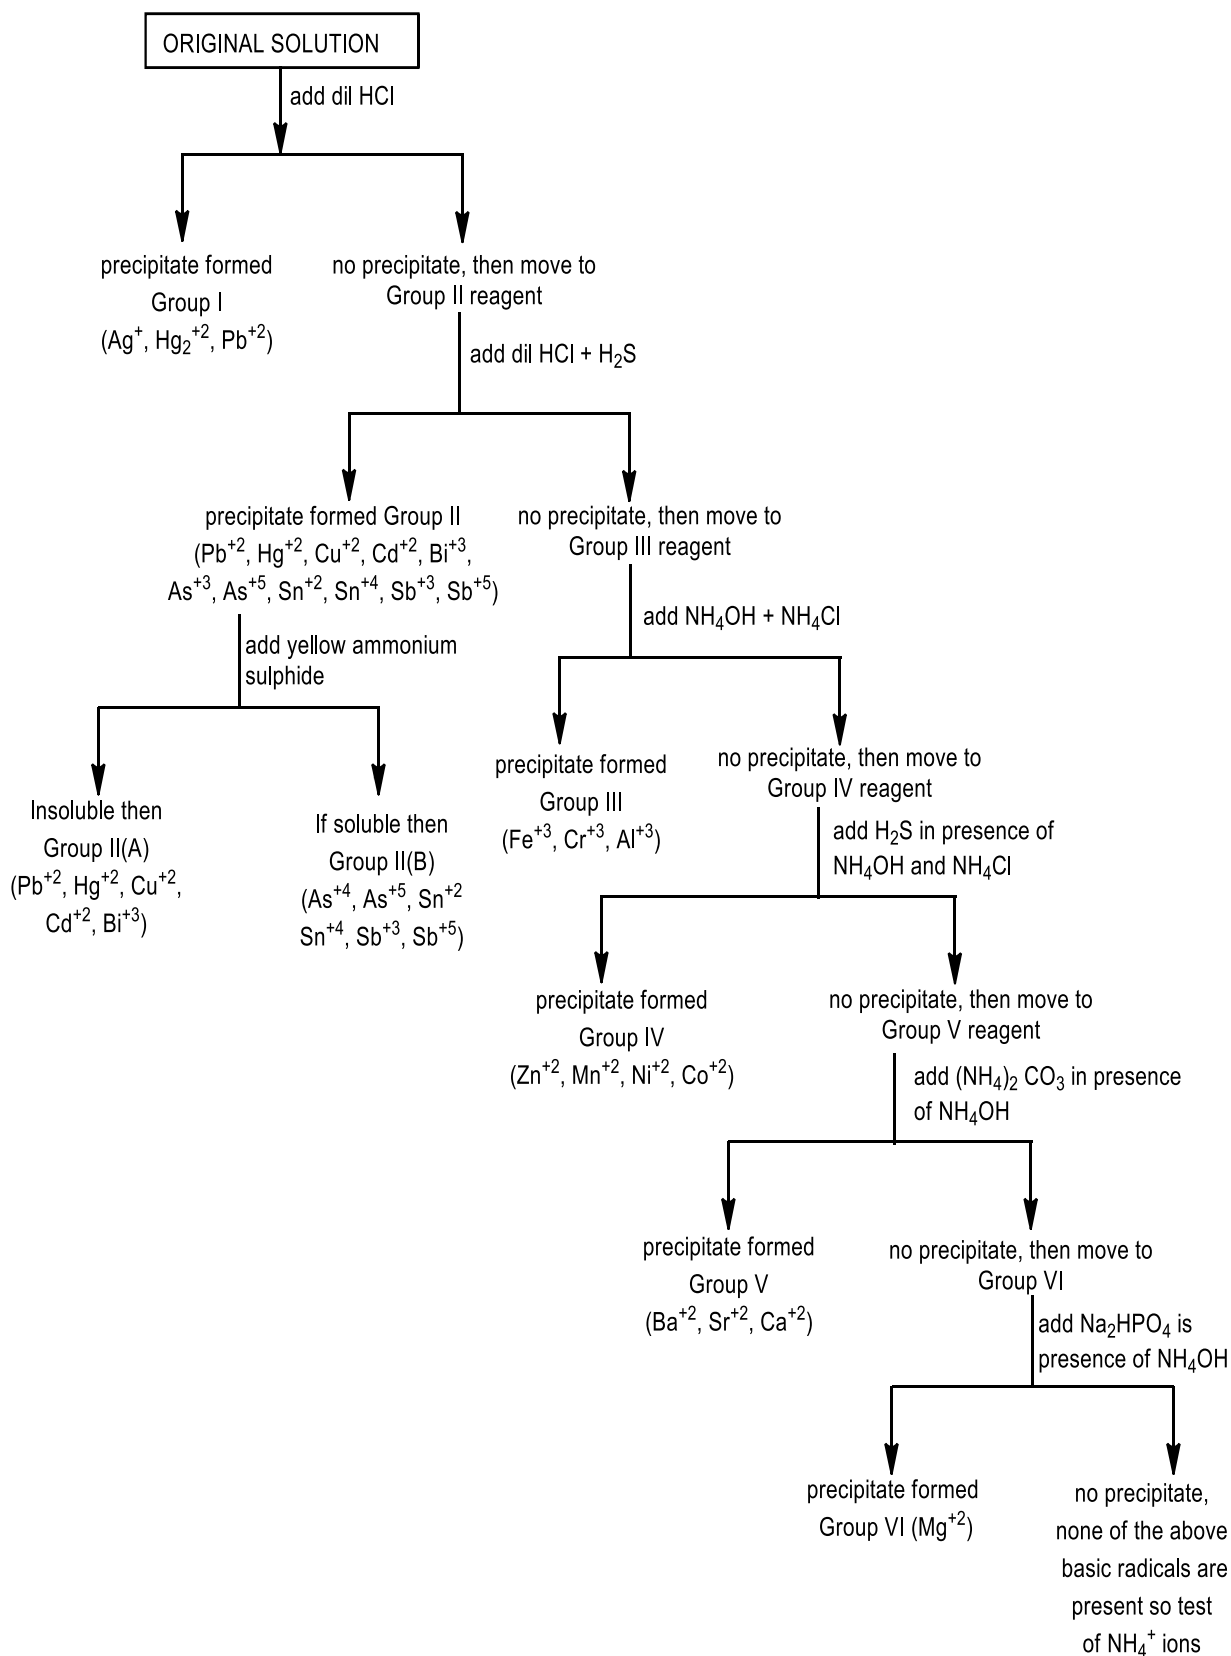 ORIGINAL SOLUTION
add dil HCl
precipitate formed
Group I
(Ag⁺, Hg₂⁺², Pb⁺²)
no precipitate, then move to
Group II reagent
add dil HCl + H₂S
precipitate formed Group II
(Pb⁺², Hg⁺², Cu⁺², Cd⁺², Bi⁺³,
As⁺³, As⁺⁵, Sn⁺², Sn⁺⁴, Sb⁺³, Sb⁺⁵)
no precipitate, then move to
Group III reagent
add yellow ammonium
sulphide
Insoluble then
Group II(A)
(Pb⁺², Hg⁺², Cu⁺²,
Cd⁺², Bi⁺³)
If soluble then
Group II(B)
(As⁺⁴, As⁺⁵, Sn⁺²
Sn⁺⁴, Sb⁺³, Sb⁺⁵)
add NH₄OH + NH₄Cl
precipitate formed
Group III
(Fe⁺³, Cr⁺³, Al⁺³)
no precipitate, then move to
Group IV reagent
add H₂S in presence of
NH₄OH and NH₄Cl
precipitate formed
Group IV
(Zn⁺², Mn⁺², Ni⁺², Co⁺²)
no precipitate, then move to
Group V reagent
add (NH₄)₂ CO₃ in presence
of NH₄OH
precipitate formed
Group V
(Ba⁺², Sr⁺², Ca⁺²)
no precipitate, then move to
Group VI
add Na₂HPO₄ is
presence of NH₄OH
precipitate formed
Group VI (Mg⁺²)
no precipitate,
none of the above
basic radicals are
present so test
of NH₄⁺ ions